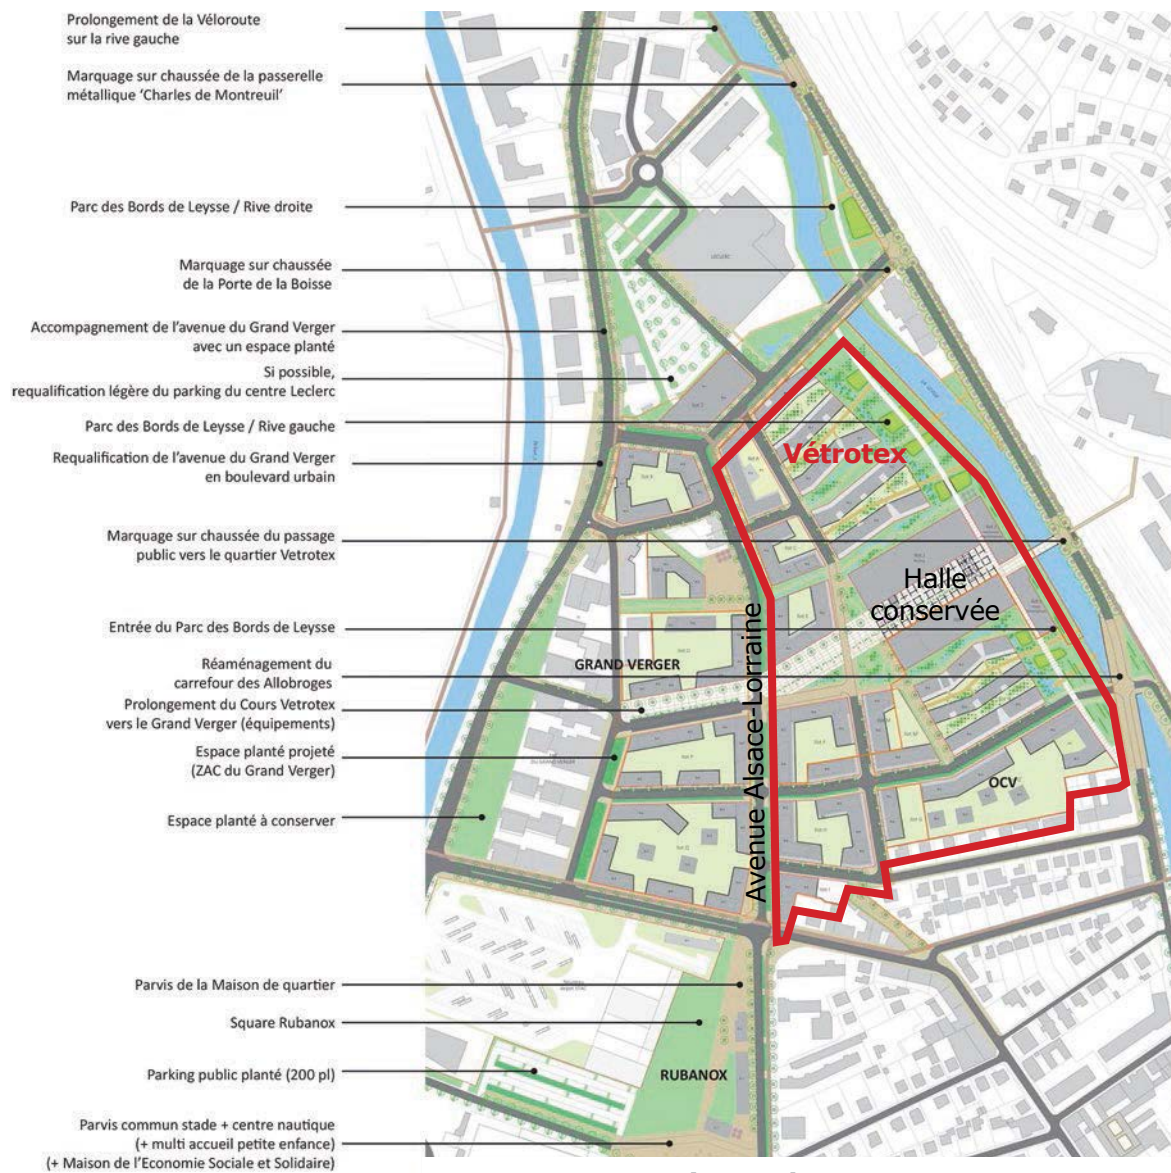 Prolongement de la Véloroute
sur la rive gauche
Marquage sur chaussée de la passerelle
métallique ‘Charles de Montreuil’
Parc des Bords de Leysse / Rive droite
Marquage sur chaussée
de la Porte de la Boisse
Accompagnement de l’avenue du Grand Verger
avec un espace planté
Si possible,
requalification légère du parking du centre Leclerc
Parc des Bords de Leysse / Rive gauche
Requalification de l’avenue du Grand Verger
en boulevard urbain
Marquage sur chaussée du passage
public vers le quartier Vetrotex
Entrée du Parc des Bords de Leysse
Réaménagement du
carrefour des Allobroges
Prolongement du Cours Vetrotex
vers le Grand Verger (équipements)
Espace planté projeté
(ZAC du Grand Verger)
Espace planté à conserver
Parvis de la Maison de quartier
Square Rubanox
Parking public planté (200 pl)
Parvis commun stade + centre nautique
(+ multi accueil petite enfance)
(+ Maison de l’Economie Sociale et Solidaire)
LECLERC
Vétrotex
Halle
conservée
GRAND VERGER
Avenue Alsace-Lorraine
OCV
RUBANOX